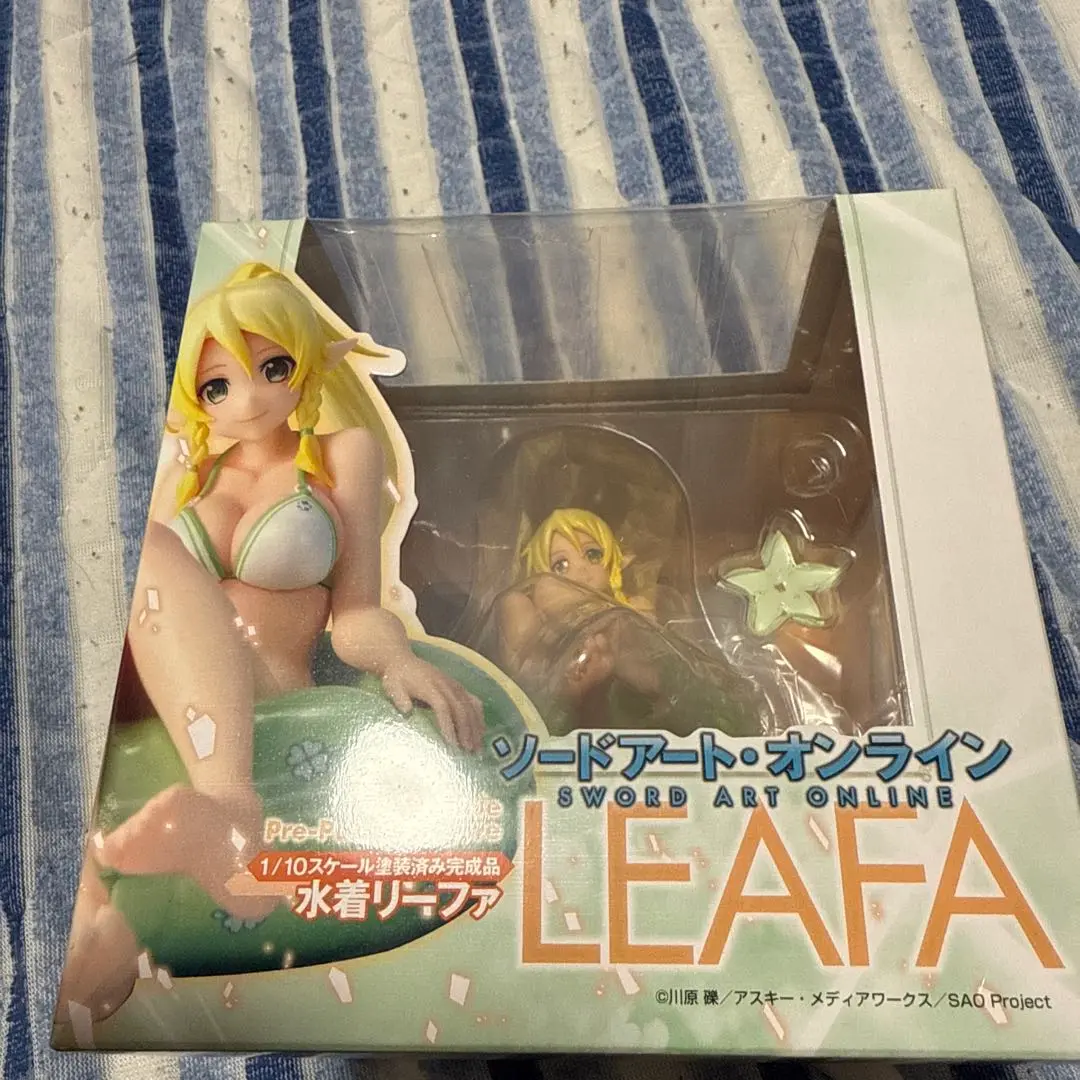 ソードアート・オンライン
SWORD ART ONLINE
LEAFA
1/10スケール塗装済み完成品
水着リーファ
©川原 礫／アスキー・メディアワークス／SAO Project